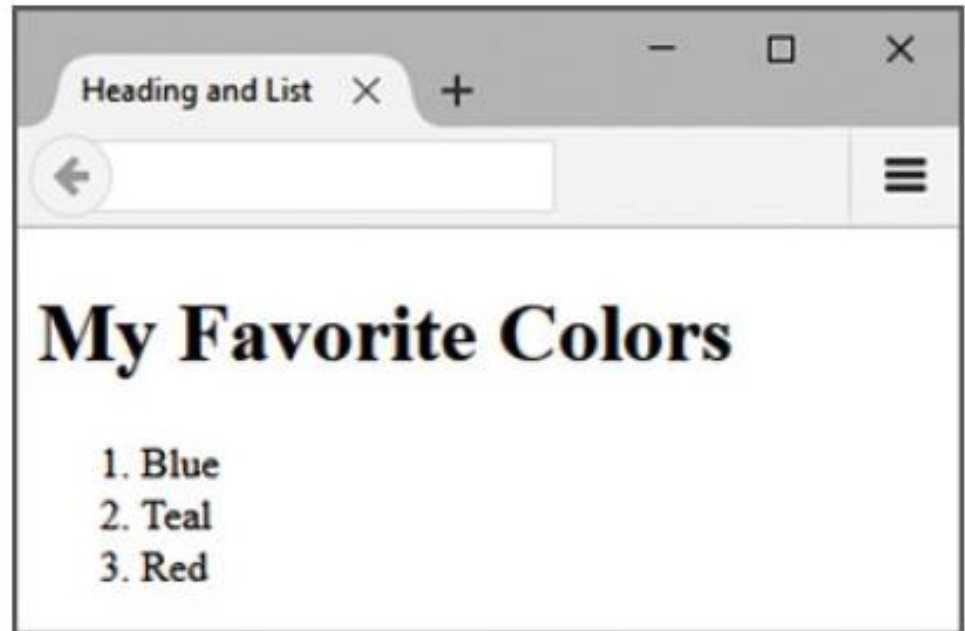 Heading and List
My Favorite Colors
1. Blue
2. Teal
3. Red